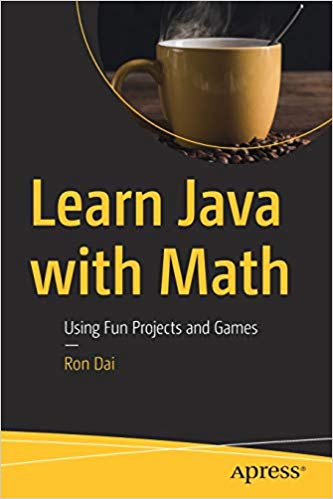 Learn Java
with Math
Using Fun Projects and Games
—
Ron Dai
Apress®